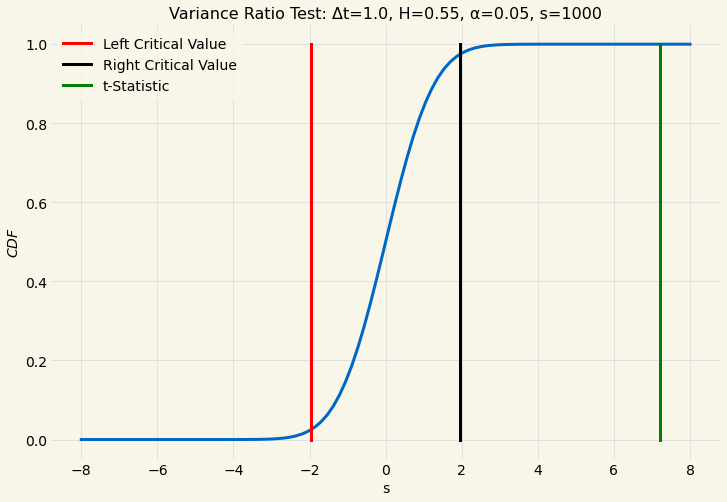 Variance Ratio Test: Δt=1.0, H=0.55, α=0.05, s=1000
Left Critical Value
Right Critical Value
t-Statistic
1.0
0.8
0.6
0.4
0.2
0.0
CDF
−8 −6 −4 −2 0 2 4 6 8
s